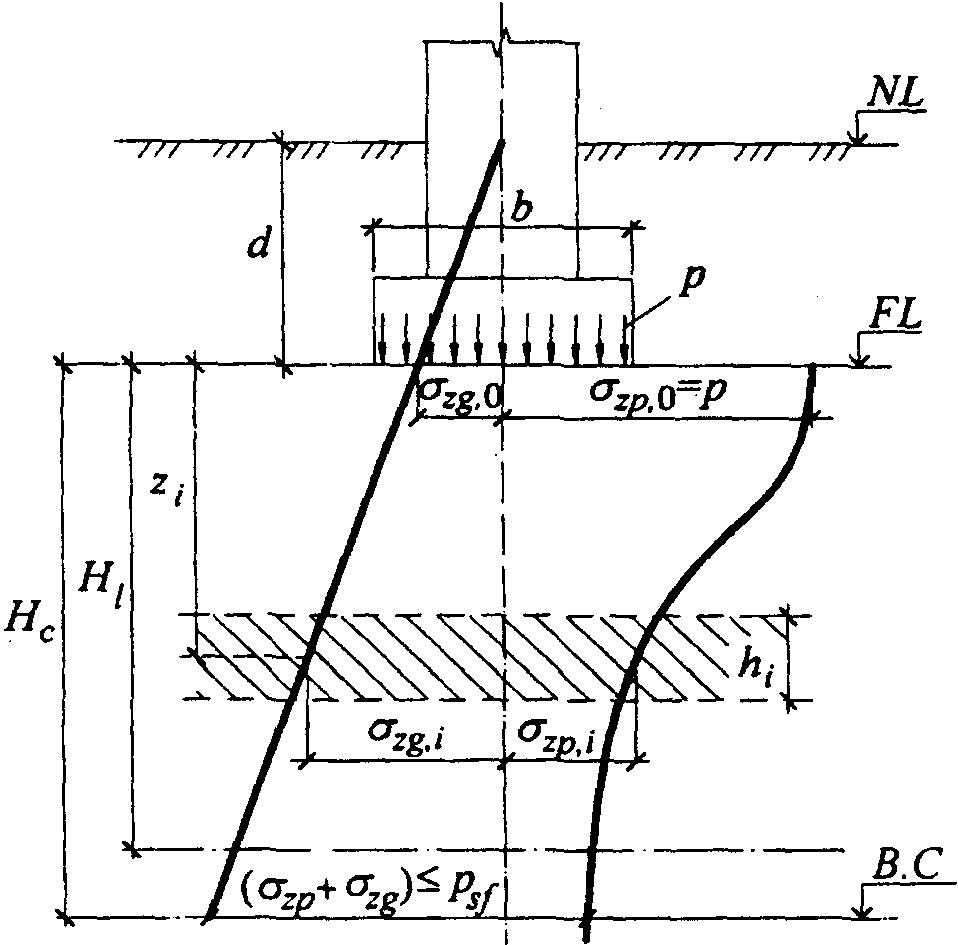 NL
b
d
p
FL
σzg,0
σzp,0=p
zi
Hl
Hc
hi
σzg,i
σzp,i
B.C
(σzp+σzg)≤psf